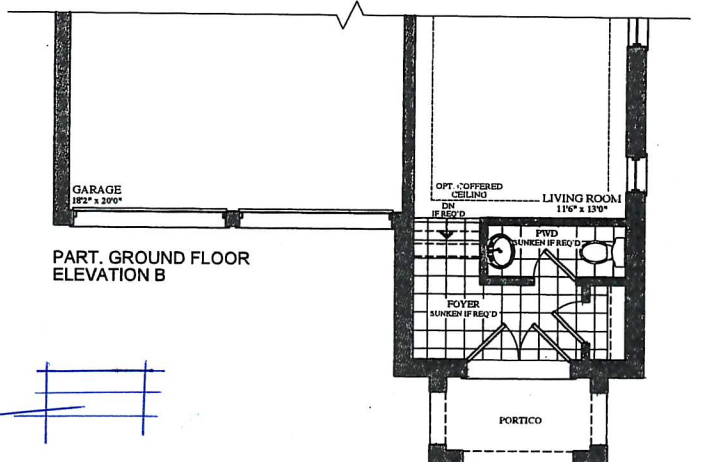 GARAGE
18'2" x 20'0"
OPT. COFFERED
CEILING
LIVING ROOM
11'6" x 13'0"
DN
IF REQ'D
PWD
SUNKEN IF REQ'D
PART. GROUND FLOOR
ELEVATION B
FOYER
SUNKEN IF REQ'D
PORTICO